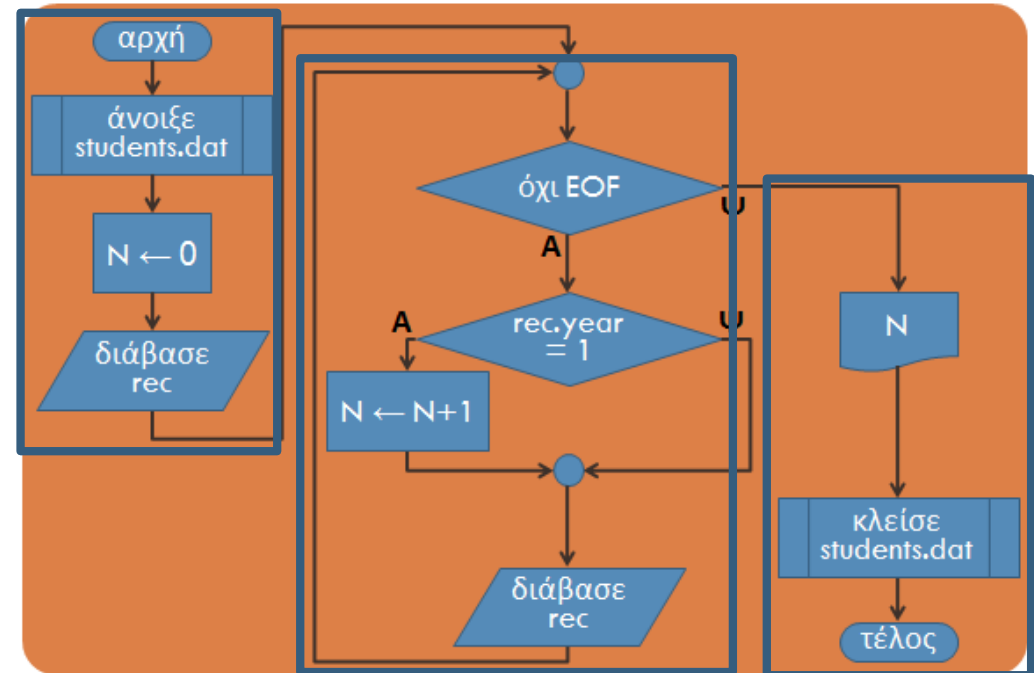 αρχή
άνοιξε
students.dat
N ← 0
διάβασε
rec
όχι EOF
Ψ
A
rec.year
= 1
A
Ψ
N ← N+1
διάβασε
rec
N
κλείσε
students.dat
τέλος